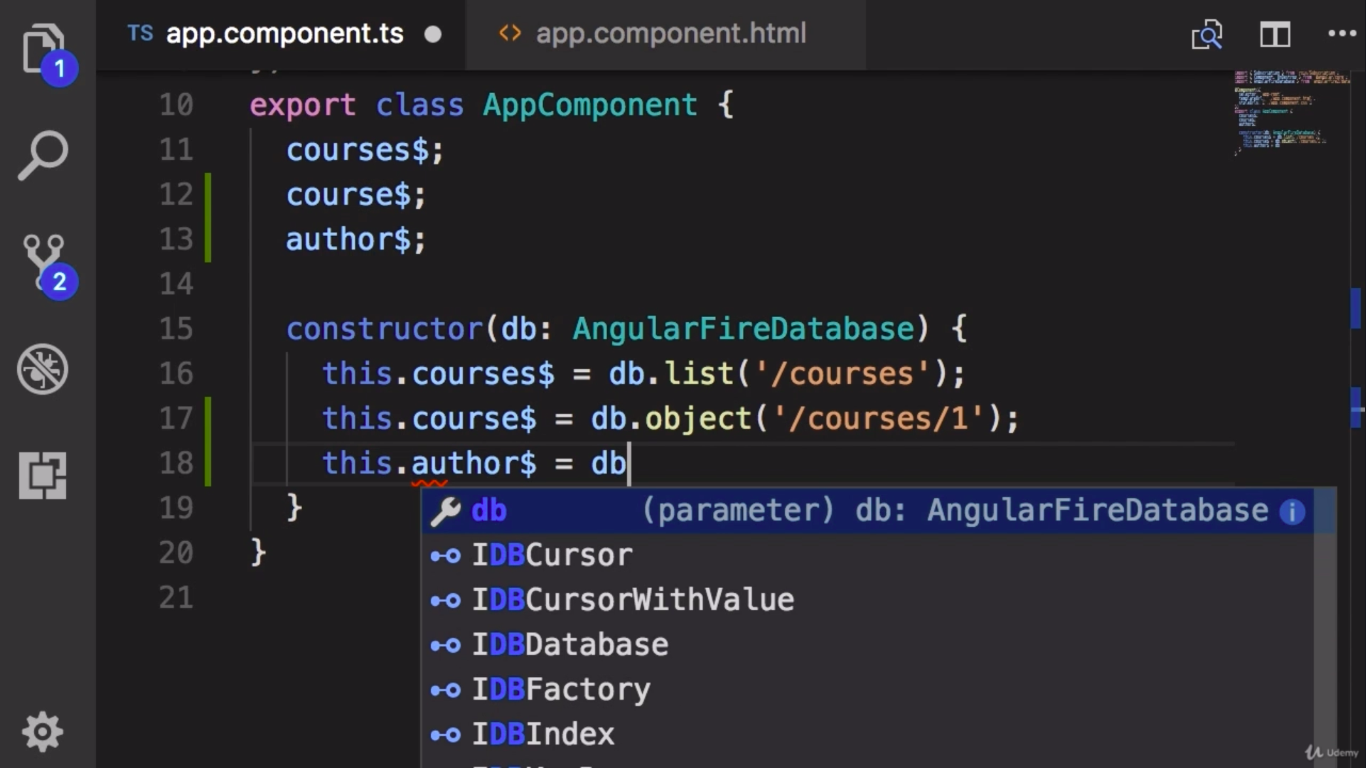 TS app.component.ts
<> app.component.html
1
2
10 export class AppComponent {
11 courses$;
12 course$;
13 author$;
14
15 constructor(db: AngularFireDatabase) {
16 this.courses$ = db.list('/courses');
17 this.course$ = db.object('/courses/1');
18 this.author$ = db
19 }
20 }
21
db (parameter) db: AngularFireDatabase
IDBCursor
IDBCursorWithValue
IDBDatabase
IDBFactory
IDBIndex
Udemy